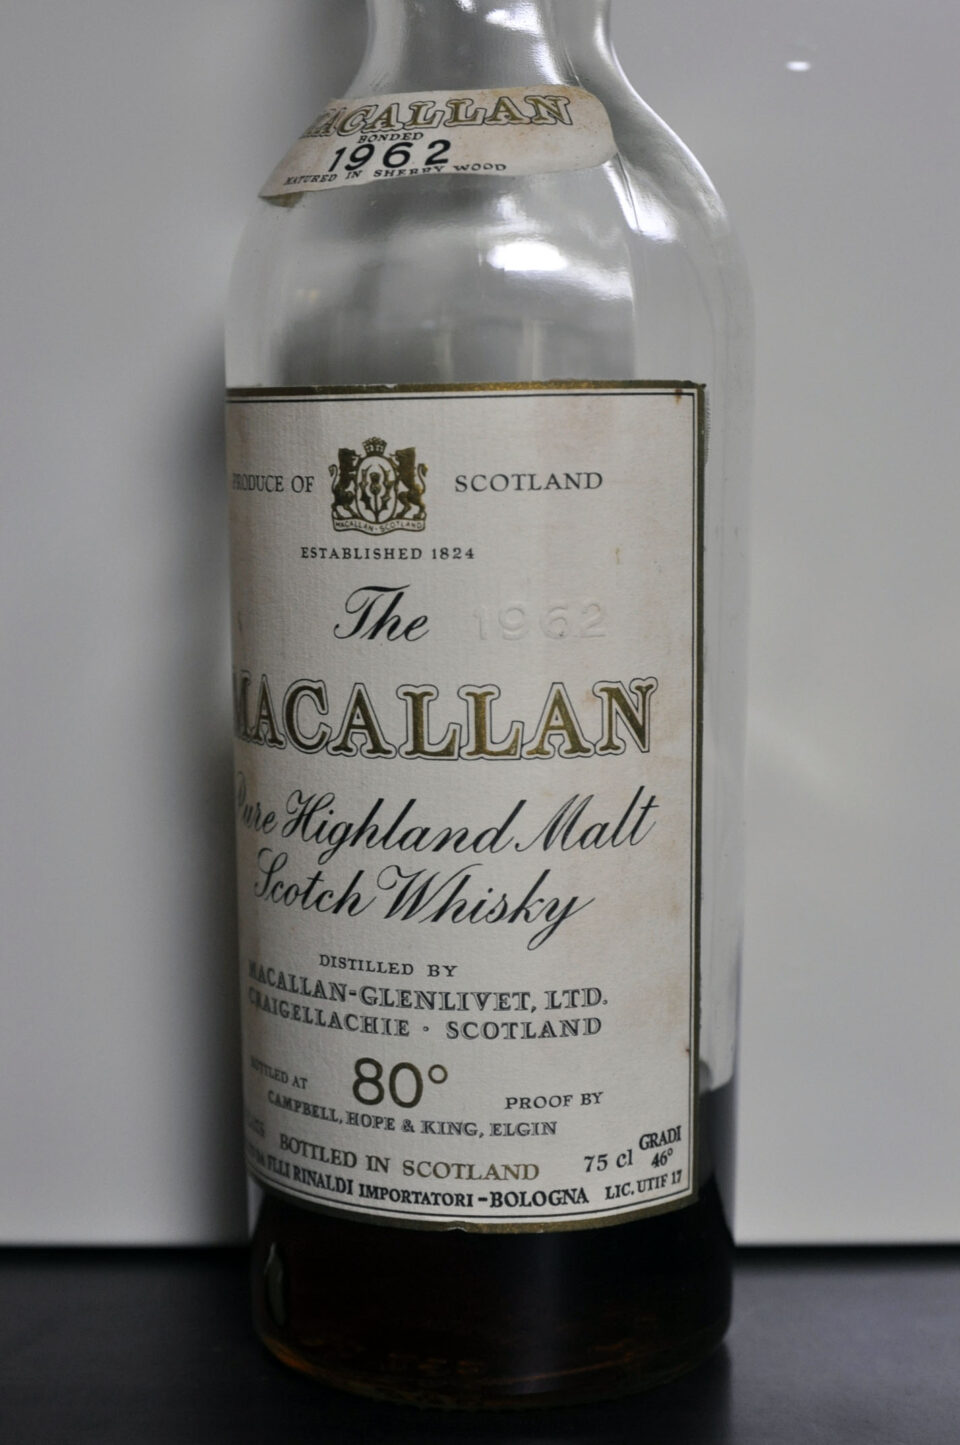 MACALLAN
BONDED
1962
MATURED IN SHERRY WOOD
PRODUCE OF SCOTLAND
MACALLAN-SCOTLAND
ESTABLISHED 1824
The 1962
MACALLAN
Pure Highland Malt
Scotch Whisky
DISTILLED BY
MACALLAN-GLENLIVET, LTD.
CRAIGELLACHIE · SCOTLAND
BOTTLED AT 80° PROOF BY
CAMPBELL, HOPE & KING, ELGIN
BOTTLED IN SCOTLAND 75 cl GRADI 46°
F.LLI RINALDI IMPORTATORI-BOLOGNA LIC. UTIF 17